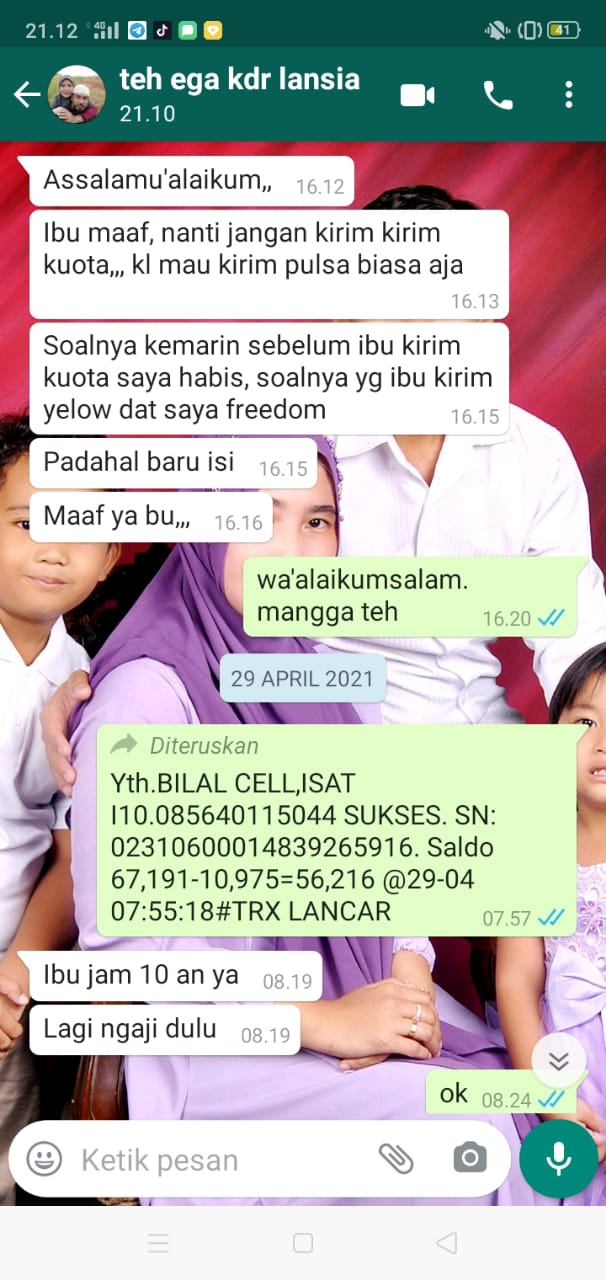 21.12
4G
41
teh ega kdr lansia
21.10
Assalamu'alaikum,,
16.12
Ibu maaf, nanti jangan kirim kirim
kuota,,, kl mau kirim pulsa biasa aja
16.13
Soalnya kemarin sebelum ibu kirim
kuota saya habis, soalnya yg ibu kirim
yelow dat saya freedom
16.15
Padahal baru isi
16.15
Maaf ya bu,,,
16.16
wa'alaikumsalam.
mangga teh
16.20
29 APRIL 2021
Diteruskan
Yth.BILAL CELL,ISAT
I10.085640115044 SUKSES. SN:
02310600014839265916. Saldo
67,191-10,975=56,216 @29-04
07:55:18#TRX LANCAR
07.57
Ibu jam 10 an ya
08.19
Lagi ngaji dulu
08.19
ok
08.24
Ketik pesan